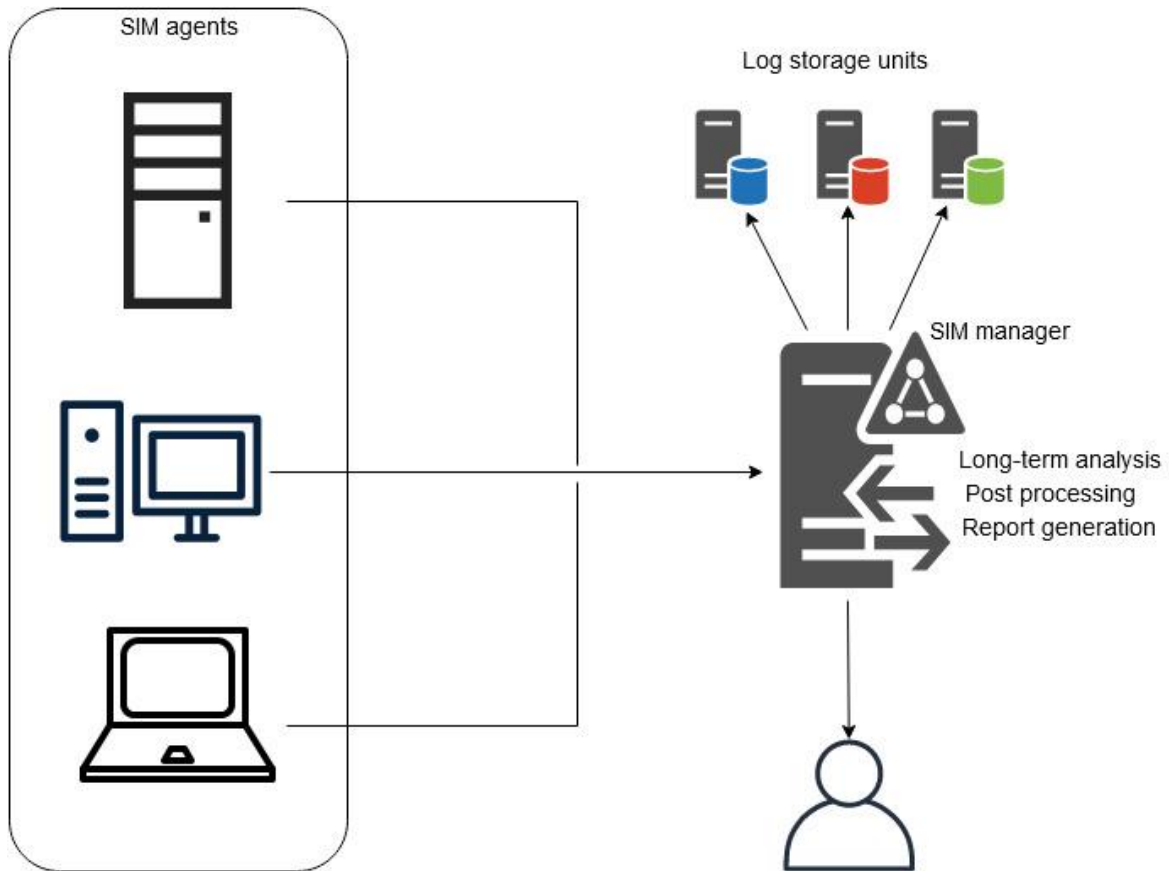 SIM agents
Log storage units
SIM manager
Long-term analysis
Post processing
Report generation